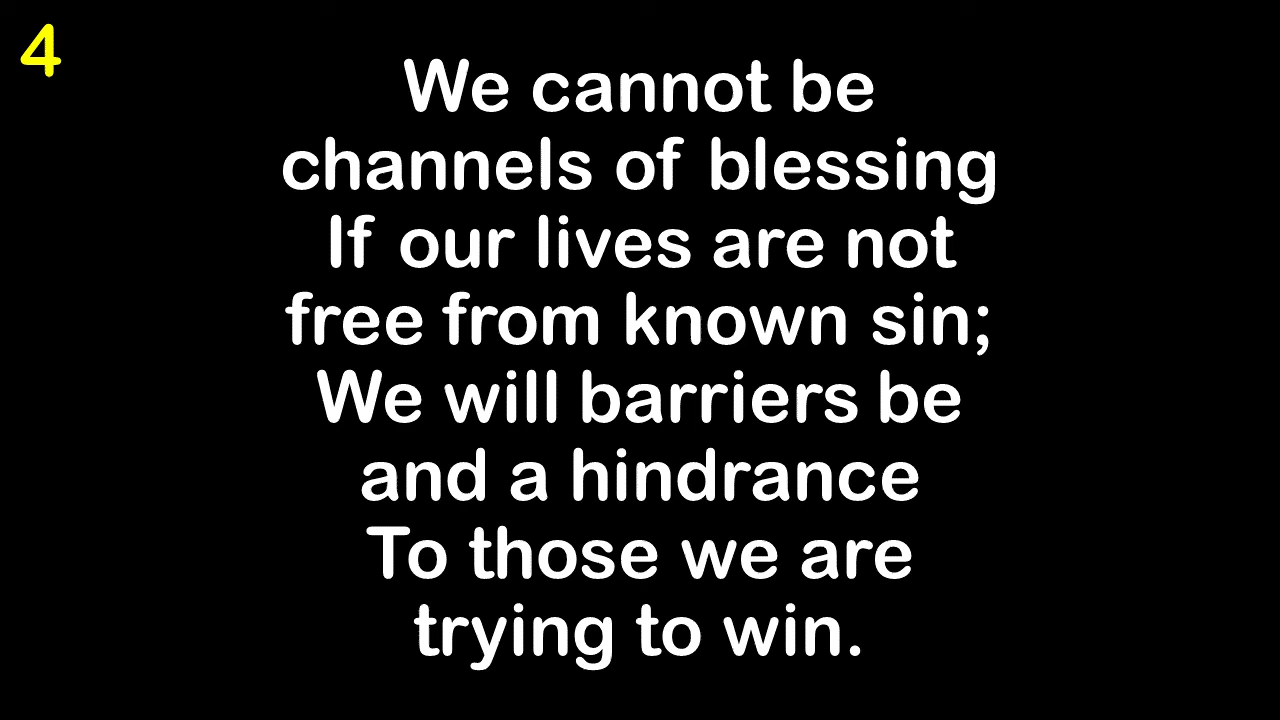 4
We cannot be
channels of blessing
If our lives are not
free from known sin;
We will barriers be
and a hindrance
To those we are
trying to win.